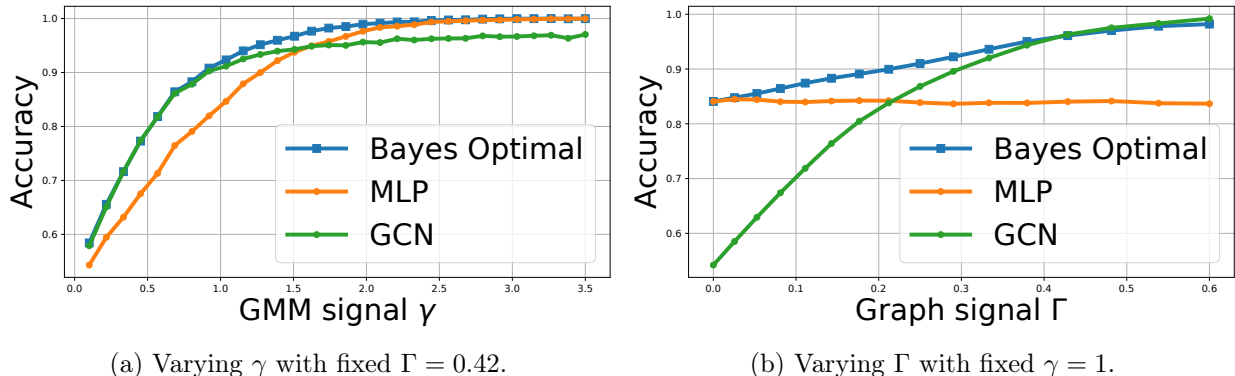 Accuracy
1.0
0.9
0.8
0.7
0.6
Bayes Optimal
MLP
GCN
0.0 0.5 1.0 1.5 2.0 2.5 3.0 3.5
GMM signal γ
(a) Varying γ with fixed Γ = 0.42.
Accuracy
1.0
0.9
0.8
0.7
0.6
Bayes Optimal
MLP
GCN
0.0 0.1 0.2 0.3 0.4 0.5 0.6
Graph signal Γ
(b) Varying Γ with fixed γ = 1.